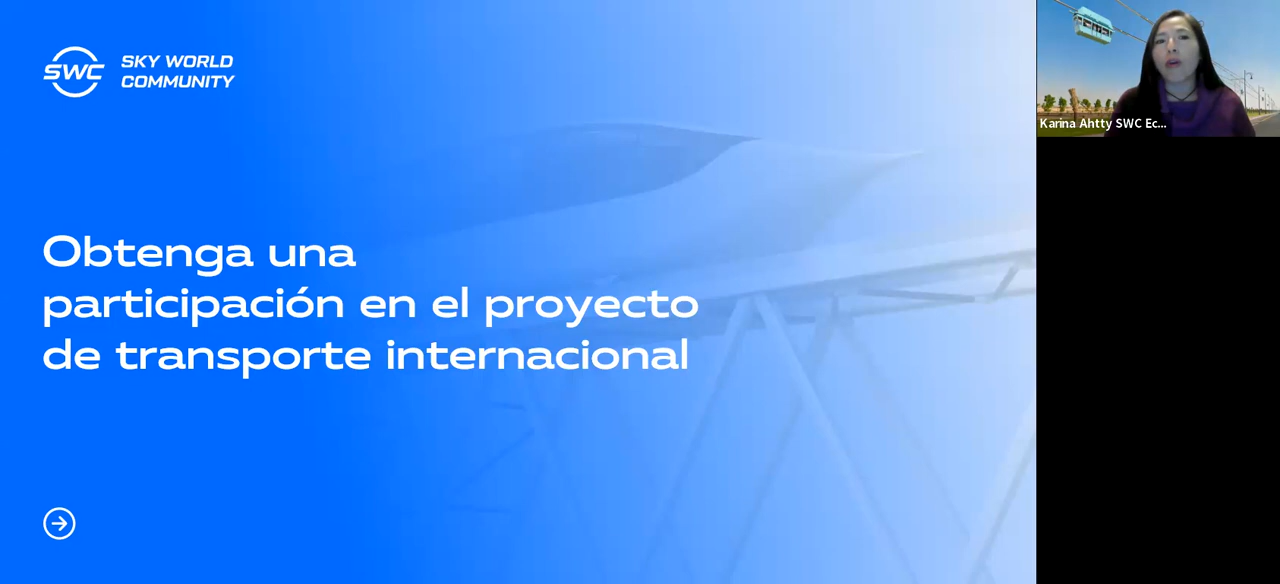 SWC
SKY WORLD
COMMUNITY
Obtenga una
participación en el proyecto
de transporte internacional
Karina Ahtty SWC Ec...